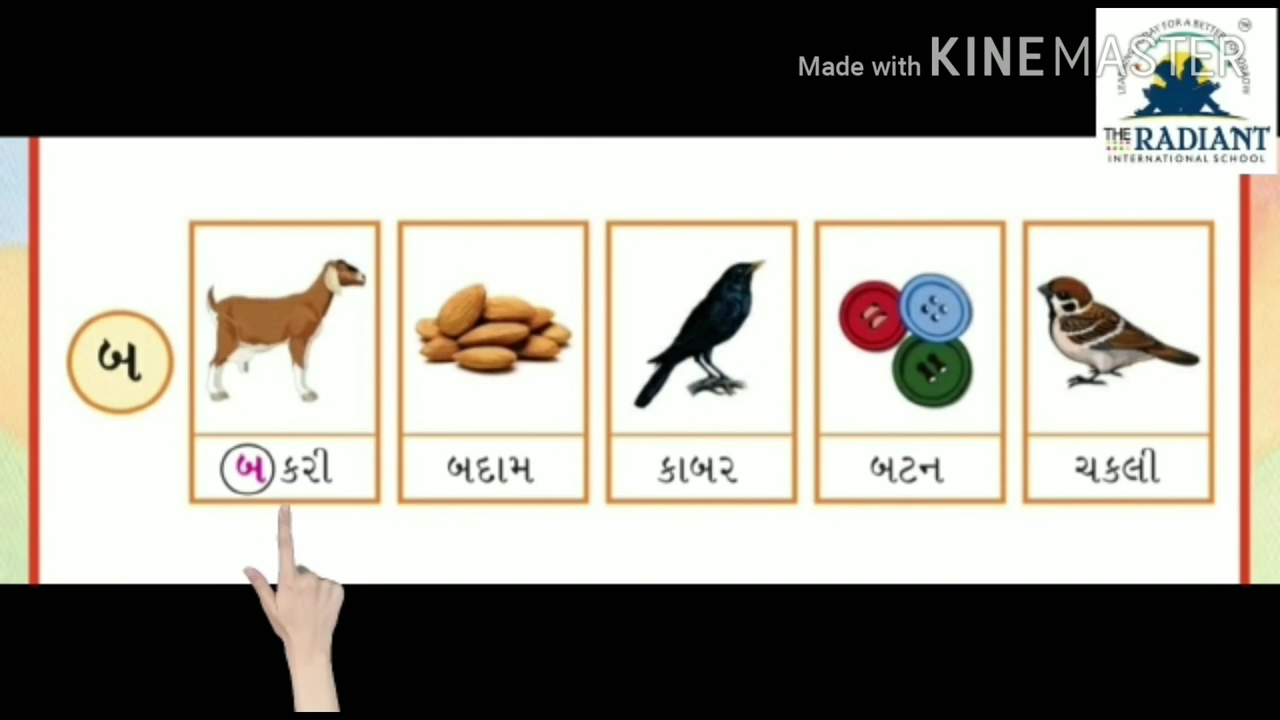 Made with KINEMASTER
THE RADIANT
INTERNATIONAL SCHOOL
બ
બકરી
બદામ
કાબર
બટન
ચકલી